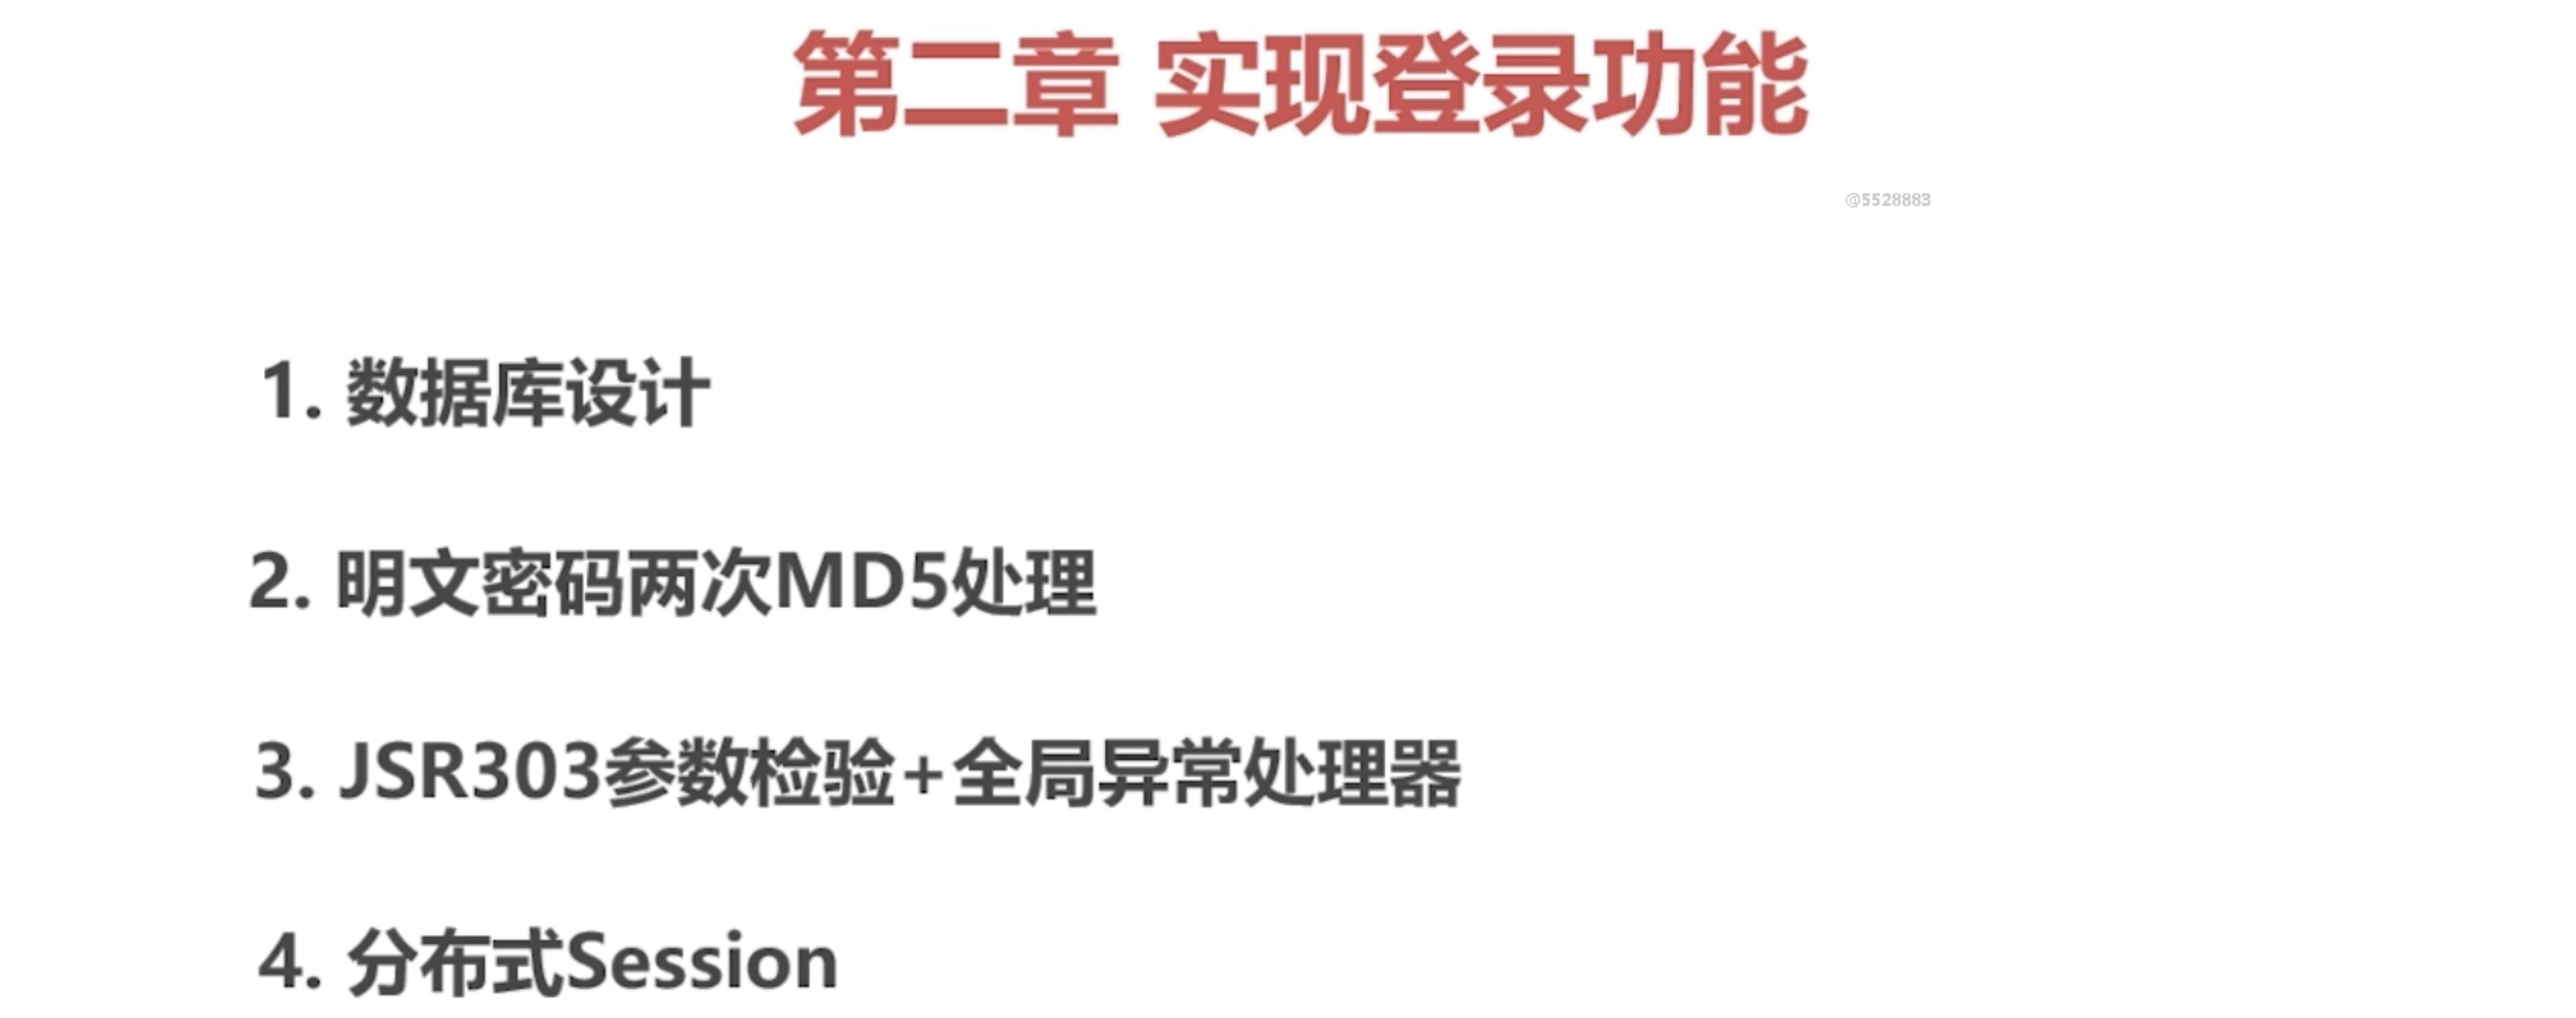 第二章 实现登录功能
@5528883
1. 数据库设计
2. 明文密码两次MD5处理
3. JSR303参数检验+全局异常处理器
4. 分布式Session